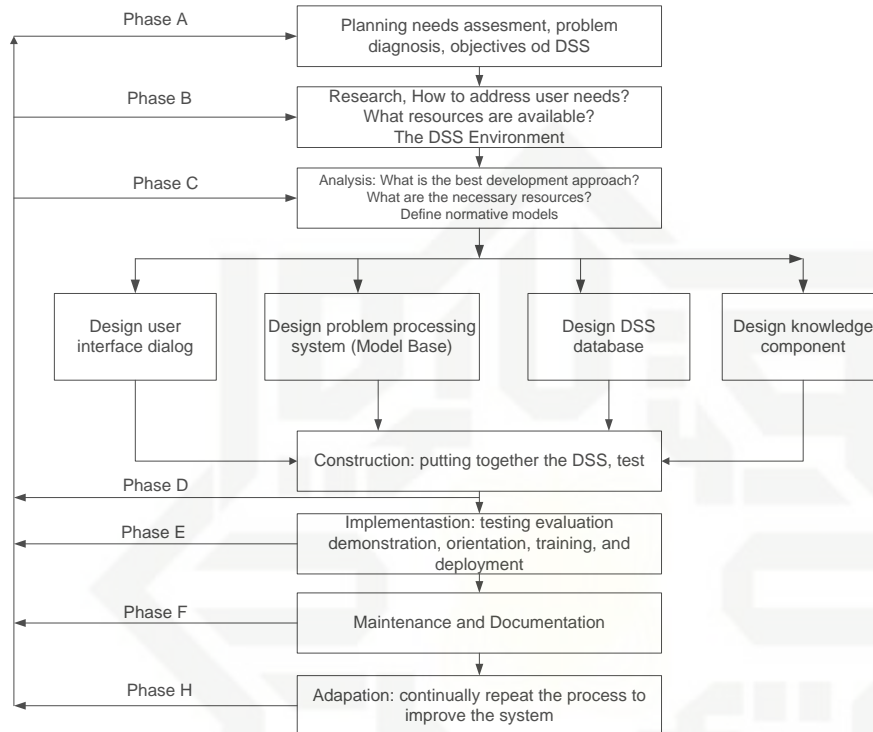 Phase A
Planning needs assesment, problem
diagnosis, objectives od DSS
Phase B
Research, How to address user needs?
What resources are available?
The DSS Environment
Phase C
Analysis: What is the best development approach?
What are the necessary resources?
Define normative models
Design user
interface dialog
Design problem processing
system (Model Base)
Design DSS
database
Design knowledge
component
Construction: putting together the DSS, test
Phase D
Phase E
Implementastion: testing evaluation
demonstration, orientation, training, and
deployment
Phase F
Maintenance and Documentation
Phase H
Adapation: continually repeat the process to
improve the system